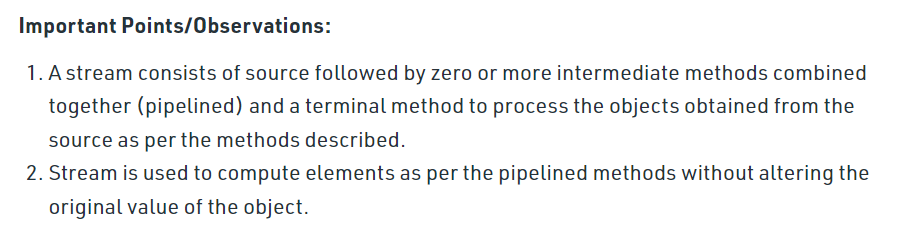 Important Points/Observations:
1. A stream consists of source followed by zero or more intermediate methods combined
together (pipelined) and a terminal method to process the objects obtained from the
source as per the methods described.
2. Stream is used to compute elements as per the pipelined methods without altering the
original value of the object.